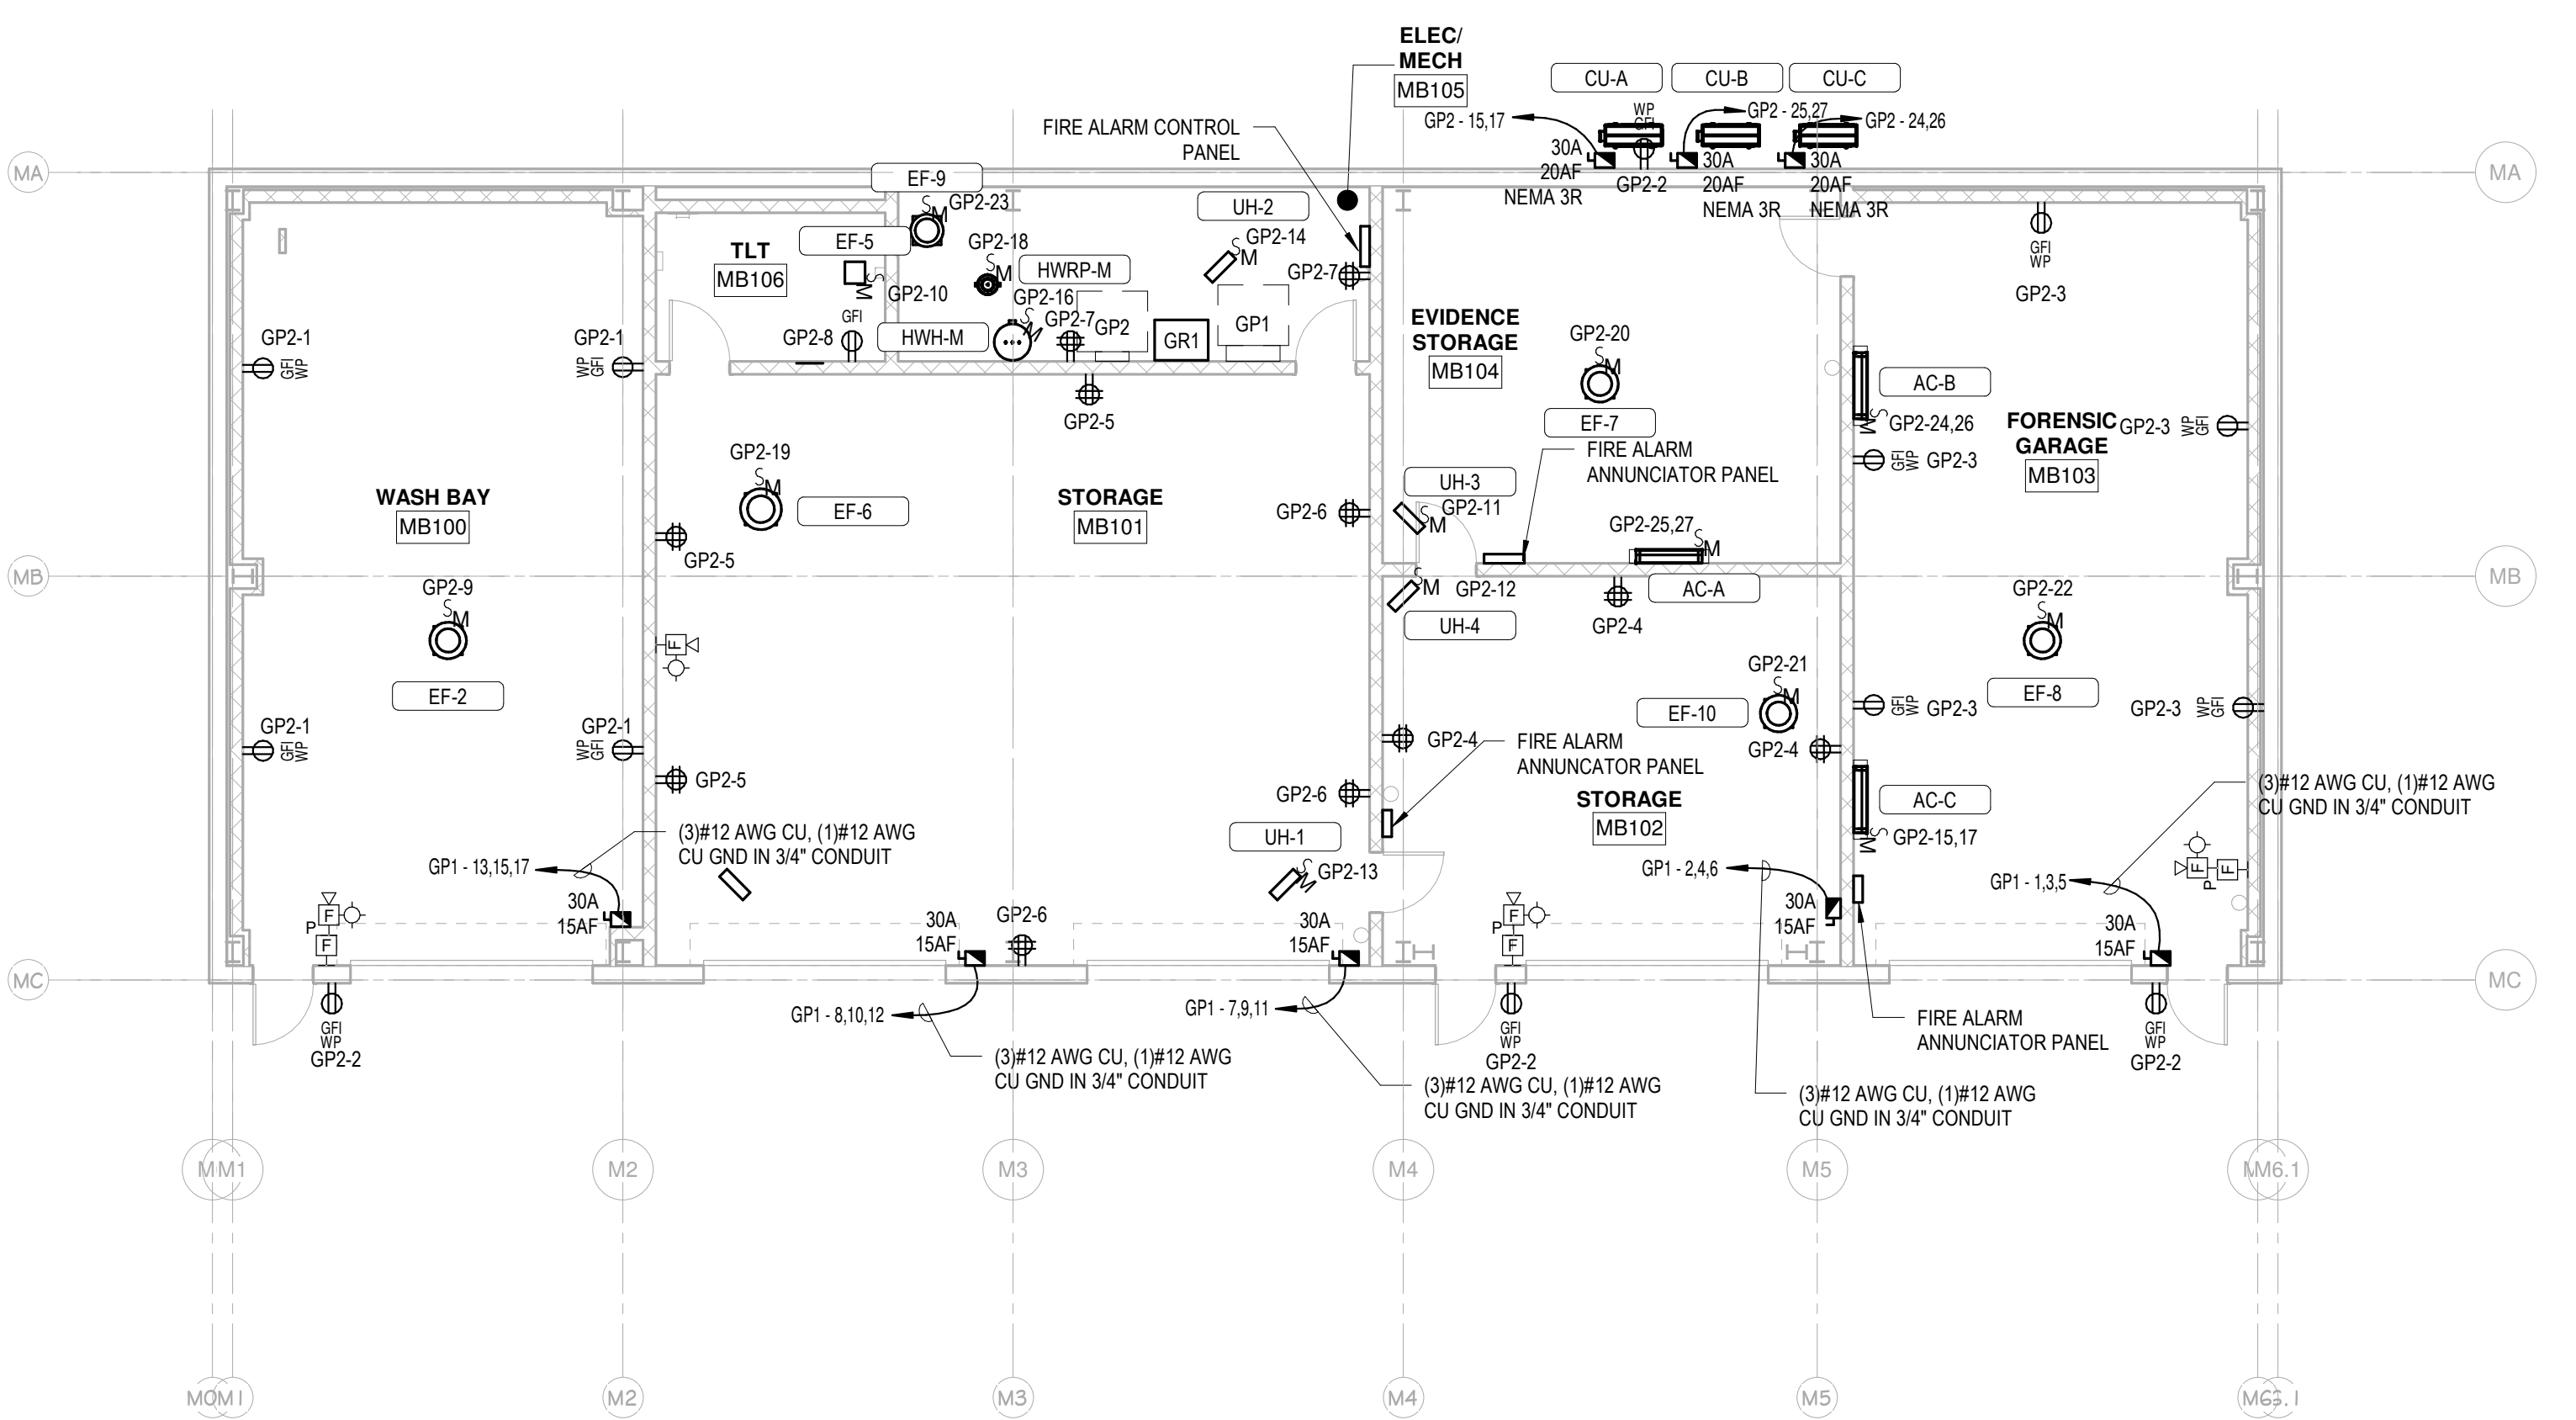 ELEC/
MECH
MB105
CU-A
CU-B
CU-C
GP2 - 15,17
WP
GFI
GP2 - 25,27
GP2 - 24,26
FIRE ALARM CONTROL
PANEL
30A
20AF
NEMA 3R
GP2-2
30A
20AF
NEMA 3R
30A
20AF
NEMA 3R
MA
MA
EF-9
S
M
GP2-23
UH-2
EF-5
TLT
MB106
GP2-18
S
M
S
M
GP2-14
HWRP-M
GP2-7
S
M
GP2-10
GP2-16
S
M
GP2-7
GP2
GR1
GP1
GFI
GP2-8
HWH-M
GFI
WP
GP2-3
EVIDENCE
STORAGE
MB104
GP2-20
S
M
EF-7
GP2-1
GFI
WP
GP2-1
WP
GFI
GP2-5
AC-B
S
M
GP2-24,26
FORENSIC
GARAGE
MB103
GP2-3
WP
GFI
GFI
WP
GP2-3
FIRE ALARM
ANNUNCIATOR PANEL
GP2-19
S
M
EF-6
WASH BAY
MB100
STORAGE
MB101
UH-3
GP2-11
S
M
GP2-6
GP2-25,27
S
M
GP2-5
MB
MB
GP2-9
S
M
EF-2
S
M
GP2-12
UH-4
AC-A
GP2-4
GP2-22
S
M
EF-8
F
GP2-21
S
M
EF-10
GP2-3
WP
GFI
GFI
WP
GP2-3
GP2-1
GFI
WP
GP2-1
WP
GFI
GP2-5
GP2-4
GP2-4
FIRE ALARM
ANNUNCATOR PANEL
GP2-6
STORAGE
MB102
AC-C
S
M
GP2-15,17
(3)#12 AWG CU, (1)#12 AWG
CU GND IN 3/4" CONDUIT
(3)#12 AWG CU, (1)#12 AWG
CU GND IN 3/4" CONDUIT
UH-1
S
M
GP2-13
GP1 - 13,15,17
30A
15AF
GP1 - 2,4,6
30A
15AF
GP1 - 1,3,5
30A
15AF
F
P
F
F
P
F
F
P
F
30A
15AF
GP2-6
30A
15AF
MC
MC
GFI
WP
GP2-2
GP1 - 8,10,12
GP1 - 7,9,11
GFI
WP
GP2-2
GFI
WP
GP2-2
FIRE ALARM
ANNUNCIATOR PANEL
(3)#12 AWG CU, (1)#12 AWG
CU GND IN 3/4" CONDUIT
(3)#12 AWG CU, (1)#12 AWG
CU GND IN 3/4" CONDUIT
(3)#12 AWG CU, (1)#12 AWG
CU GND IN 3/4" CONDUIT
M1
M2
M3
M4
M5
M6.1
M0
M1
M2
M3
M4
M5